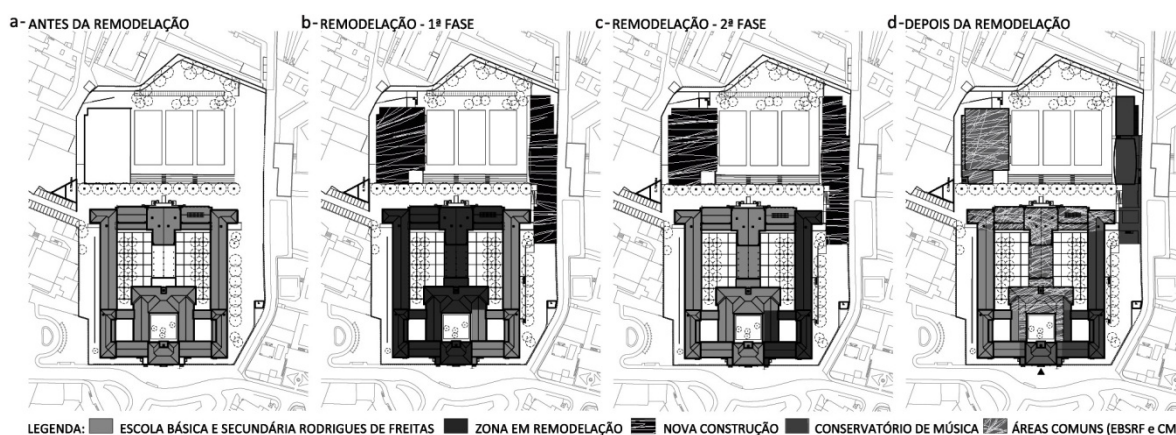 a- ANTES DA REMODELAÇÃO
b- REMODELAÇÃO - 1ª FASE
c- REMODELAÇÃO - 2ª FASE
d- DEPOIS DA REMODELAÇÃO
LEGENDA: ESCOLA BÁSICA E SECUNDÁRIA RODRIGUES DE FREITAS ZONA EM REMODELAÇÃO NOVA CONSTRUÇÃO CONSERVATÓRIO DE MÚSICA ÁREAS COMUNS (EBSRF e CM